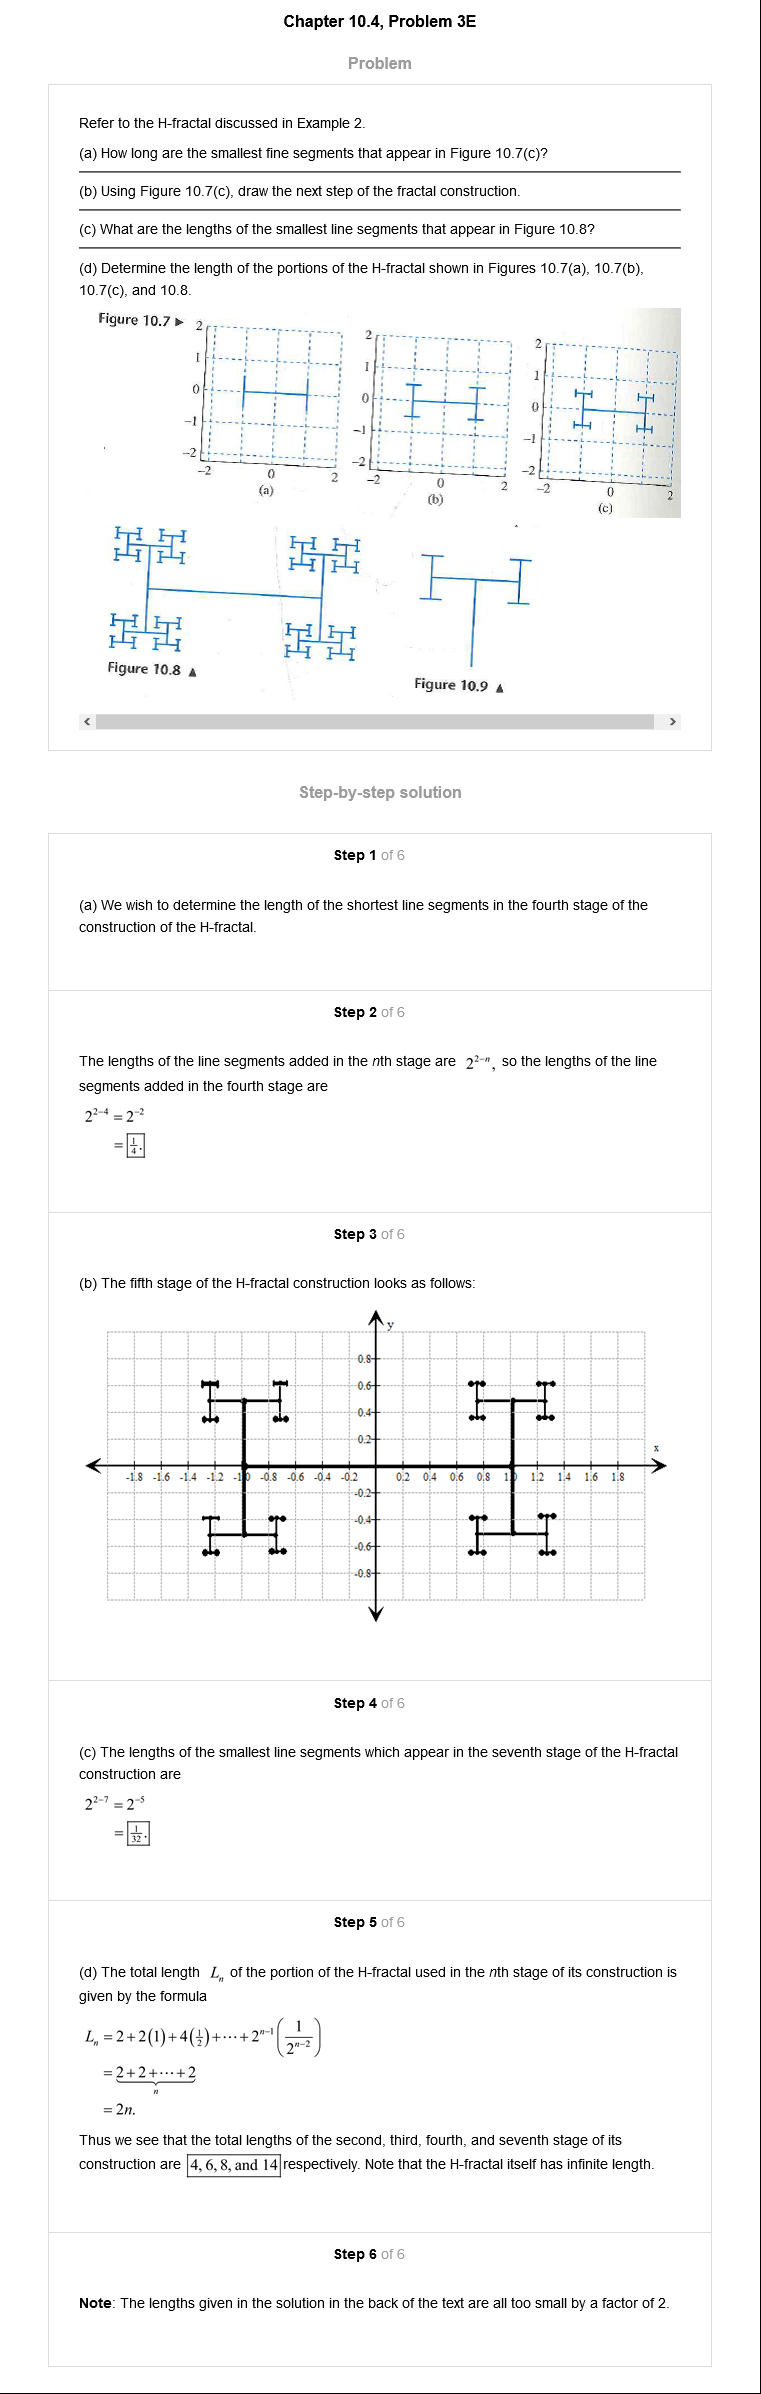 Chapter 10.4, Problem 3E
Problem
Refer to the H-fractal discussed in Example 2.
(a) How long are the smallest fine segments that appear in Figure 10.7(c)?
(b) Using Figure 10.7(c), draw the next step of the fractal construction.
(c) What are the lengths of the smallest line segments that appear in Figure 10.8?
(d) Determine the length of the portions of the H-fractal shown in Figures 10.7(a), 10.7(b),
10.7(c), and 10.8.
Figure 10.7 ▶
2
1
0
−1
−2
−2 0 2
(a)
2
1
0
−1
−2
−2 0 2
(b)
2
1
0
−1
−2
−2 0 2
(c)
Figure 10.8 ▲
Figure 10.9 ▲
Step-by-step solution
Step 1 of 6
(a) We wish to determine the length of the shortest line segments in the fourth stage of the
construction of the H-fractal.
Step 2 of 6
The lengths of the line segments added in the nth stage are 2^{2−n}, so the lengths of the line
segments added in the fourth stage are
2^{2−4} = 2^{−2}
= 1/4.
Step 3 of 6
(b) The fifth stage of the H-fractal construction looks as follows:
y
0.8
0.6
0.4
0.2
x
-1.8 -1.6 -1.4 -1.2 -1.0 -0.8 -0.6 -0.4 -0.2 0.2 0.4 0.6 0.8 1.0 1.2 1.4 1.6 1.8
-0.2
-0.4
-0.6
-0.8
Step 4 of 6
(c) The lengths of the smallest line segments which appear in the seventh stage of the H-fractal
construction are
2^{2−7} = 2^{−5}
= 1/32.
Step 5 of 6
(d) The total length L_n of the portion of the H-fractal used in the nth stage of its construction is
given by the formula
L_n = 2 + 2(1) + 4(1/2) + ⋯ + 2^{n−1}(1/2^{n−2})
= 2 + 2 + ⋯ + 2
n
= 2n.
Thus we see that the total lengths of the second, third, fourth, and seventh stage of its
construction are 4, 6, 8, and 14 respectively. Note that the H-fractal itself has infinite length.
Step 6 of 6
Note: The lengths given in the solution in the back of the text are all too small by a factor of 2.